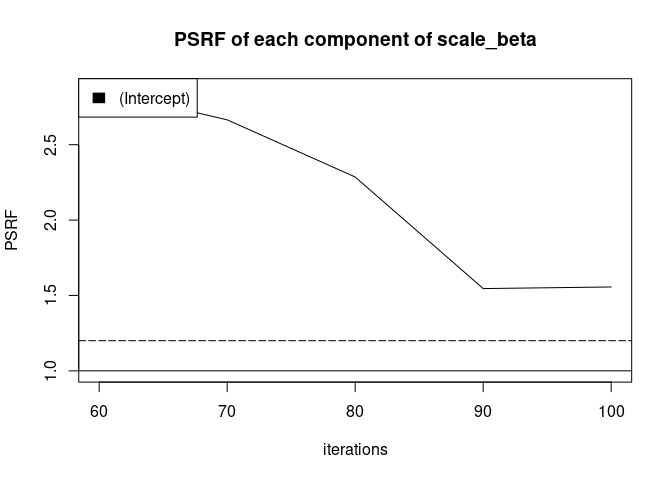 PSRF of each component of scale_beta
(Intercept)
PSRF
2.5
2.0
1.5
1.0
60 70 80 90 100
iterations